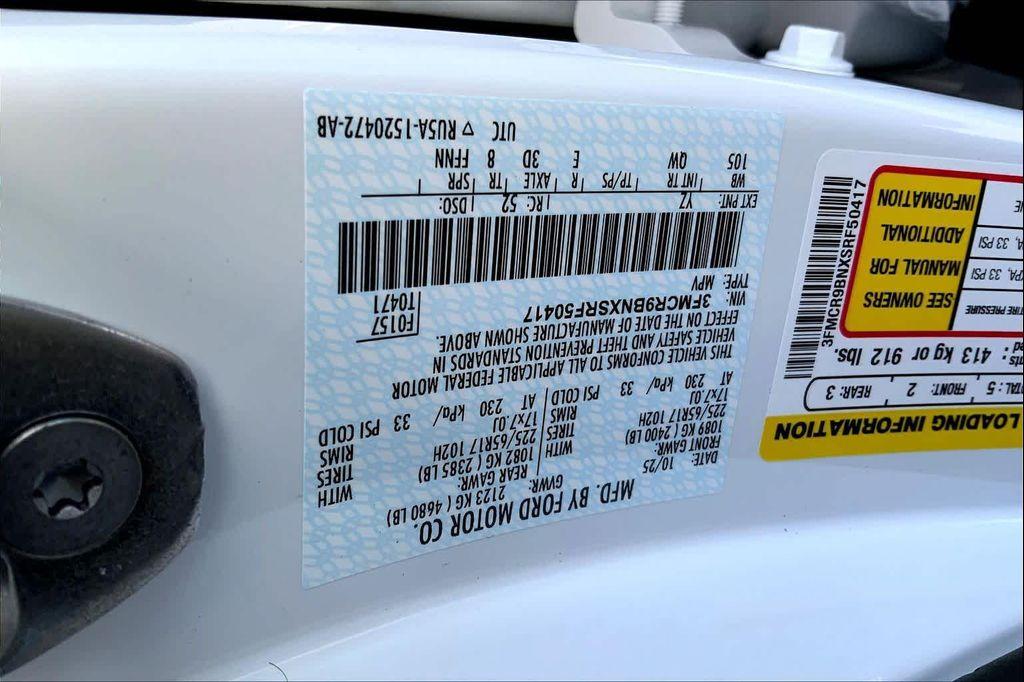 MFD. BY FORD MOTOR CO.
DATE: 10/25
GVWR: 2123 KG ( 4680 LB)
FRONT GAWR: 1089 KG ( 2400 LB)
REAR GAWR: 1082 KG ( 2385 LB)
225/65R17 102H TIRES WITH
225/65R17 102H TIRES WITH
17x7.0J RIMS
17x7.0J RIMS
AT 230 kPa/ 33 PSI COLD
AT 230 kPa/ 33 PSI COLD
THIS VEHICLE CONFORMS TO ALL APPLICABLE FEDERAL MOTOR
VEHICLE SAFETY AND THEFT PREVENTION STANDARDS IN
EFFECT ON THE DATE OF MANUFACTURE SHOWN ABOVE.
VIN: 3FMCR9BNXSRF50417
TYPE: MPV
F0157
T0471
EXT PNT: YZ RC: 52 DSO:
WB INT TR TP/PS R AXLE TR SPR
105 QW E 3D 8 FFNN
UTC ▽ RU5A-1520472-AB
LOADING INFORMATION
TAL: 5 FRONT: 2 REAR: 3
413 kg or 912 lbs.
TIRE PRESSURE
PA, 33 PSI
PA, 33 PSI
SEE OWNERS
MANUAL FOR
ADDITIONAL
INFORMATION
3FMCR9BNXSRF50417